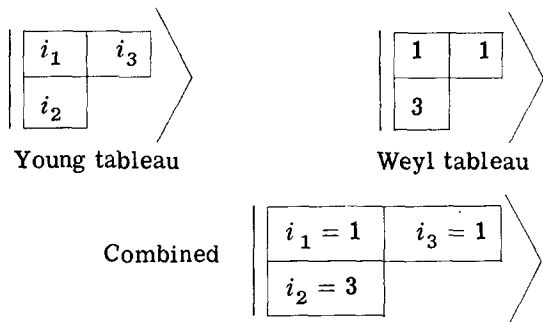 i₁ i₃ 1 1
i₂ 3
Young tableau Weyl tableau
Combined i₁ = 1 i₃ = 1
i₂ = 3